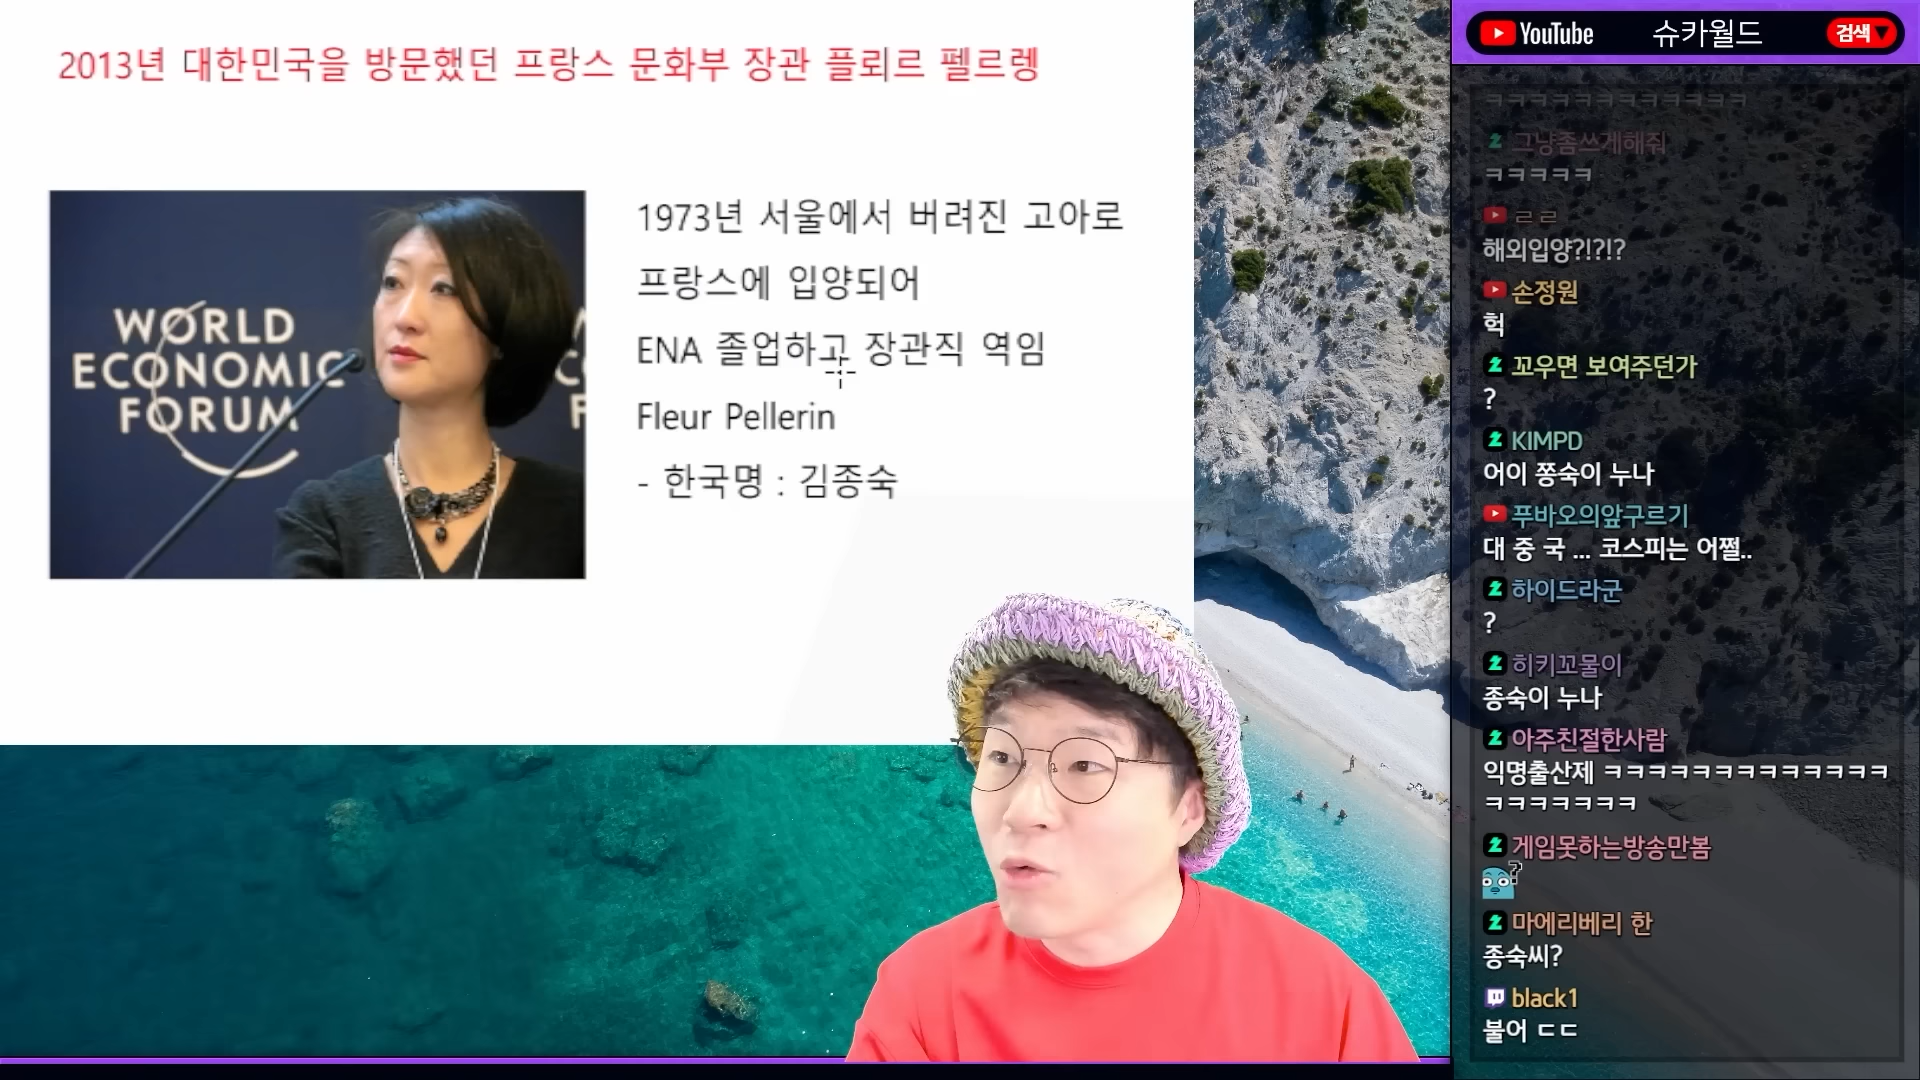 2013년 대한민국을 방문했던 프랑스 문화부 장관 플뢰르 펠르렝
WORLD
ECONOMIC
FORUM
1973년 서울에서 버려진 고아로
프랑스에 입양되어
ENA 졸업하고 장관직 역임
Fleur Pellerin
- 한국명 : 김종숙
YouTube 슈카월드 검색
ㅋㅋㅋㅋㅋㅋㅋㅋㅋㅋㅋㅋ
그냥좀쓰게해줘
ㅋㅋㅋㅋㅋ
ㄹㄹ
해외입양?!?!?
손정원
헉
꼬우면 보여주던가
?
KIMPD
어이 쫑숙이 누나
푸바오의앞구르기
대 중 국 ... 코스피는 어쩔..
하이드라군
?
히키꼬물이
종숙이 누나
아주친절한사람
익명출산제 ㅋㅋㅋㅋㅋㅋㅋㅋㅋㅋㅋㅋㅋ
ㅋㅋㅋㅋㅋㅋㅋ
게임못하는방송만봄
?
마에리베리 한
종숙씨?
black1
불어 ㄷㄷ